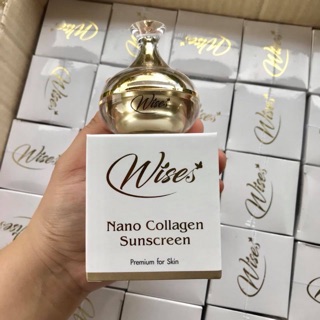 Wises
Wises
Nano Collagen
Sunscreen
Premium for Skin